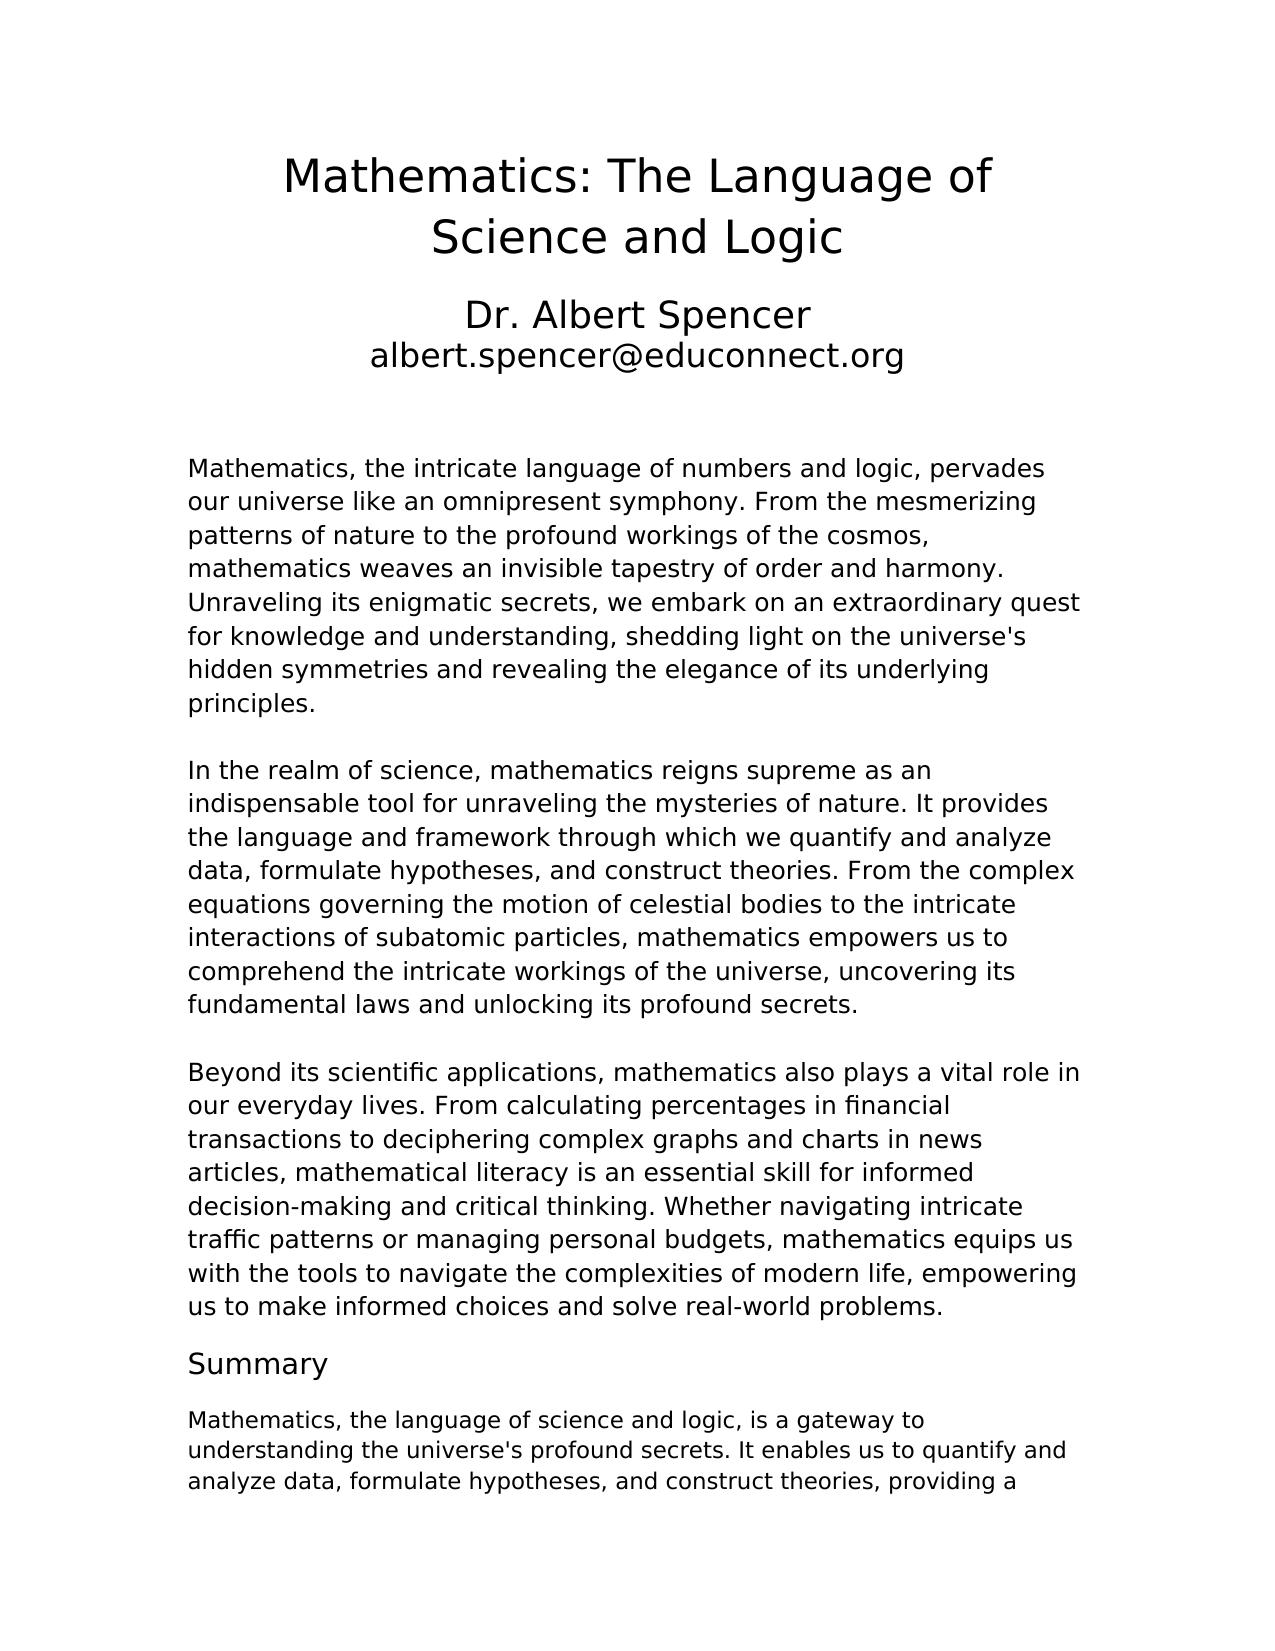 Mathematics: The Language of
Science and Logic
Dr. Albert Spencer
albert.spencer@educonnect.org
Mathematics, the intricate language of numbers and logic, pervades
our universe like an omnipresent symphony. From the mesmerizing
patterns of nature to the profound workings of the cosmos,
mathematics weaves an invisible tapestry of order and harmony.
Unraveling its enigmatic secrets, we embark on an extraordinary quest
for knowledge and understanding, shedding light on the universe's
hidden symmetries and revealing the elegance of its underlying
principles.
In the realm of science, mathematics reigns supreme as an
indispensable tool for unraveling the mysteries of nature. It provides
the language and framework through which we quantify and analyze
data, formulate hypotheses, and construct theories. From the complex
equations governing the motion of celestial bodies to the intricate
interactions of subatomic particles, mathematics empowers us to
comprehend the intricate workings of the universe, uncovering its
fundamental laws and unlocking its profound secrets.
Beyond its scientific applications, mathematics also plays a vital role in
our everyday lives. From calculating percentages in financial
transactions to deciphering complex graphs and charts in news
articles, mathematical literacy is an essential skill for informed
decision-making and critical thinking. Whether navigating intricate
traffic patterns or managing personal budgets, mathematics equips us
with the tools to navigate the complexities of modern life, empowering
us to make informed choices and solve real-world problems.
Summary
Mathematics, the language of science and logic, is a gateway to
understanding the universe's profound secrets. It enables us to quantify and
analyze data, formulate hypotheses, and construct theories, providing a